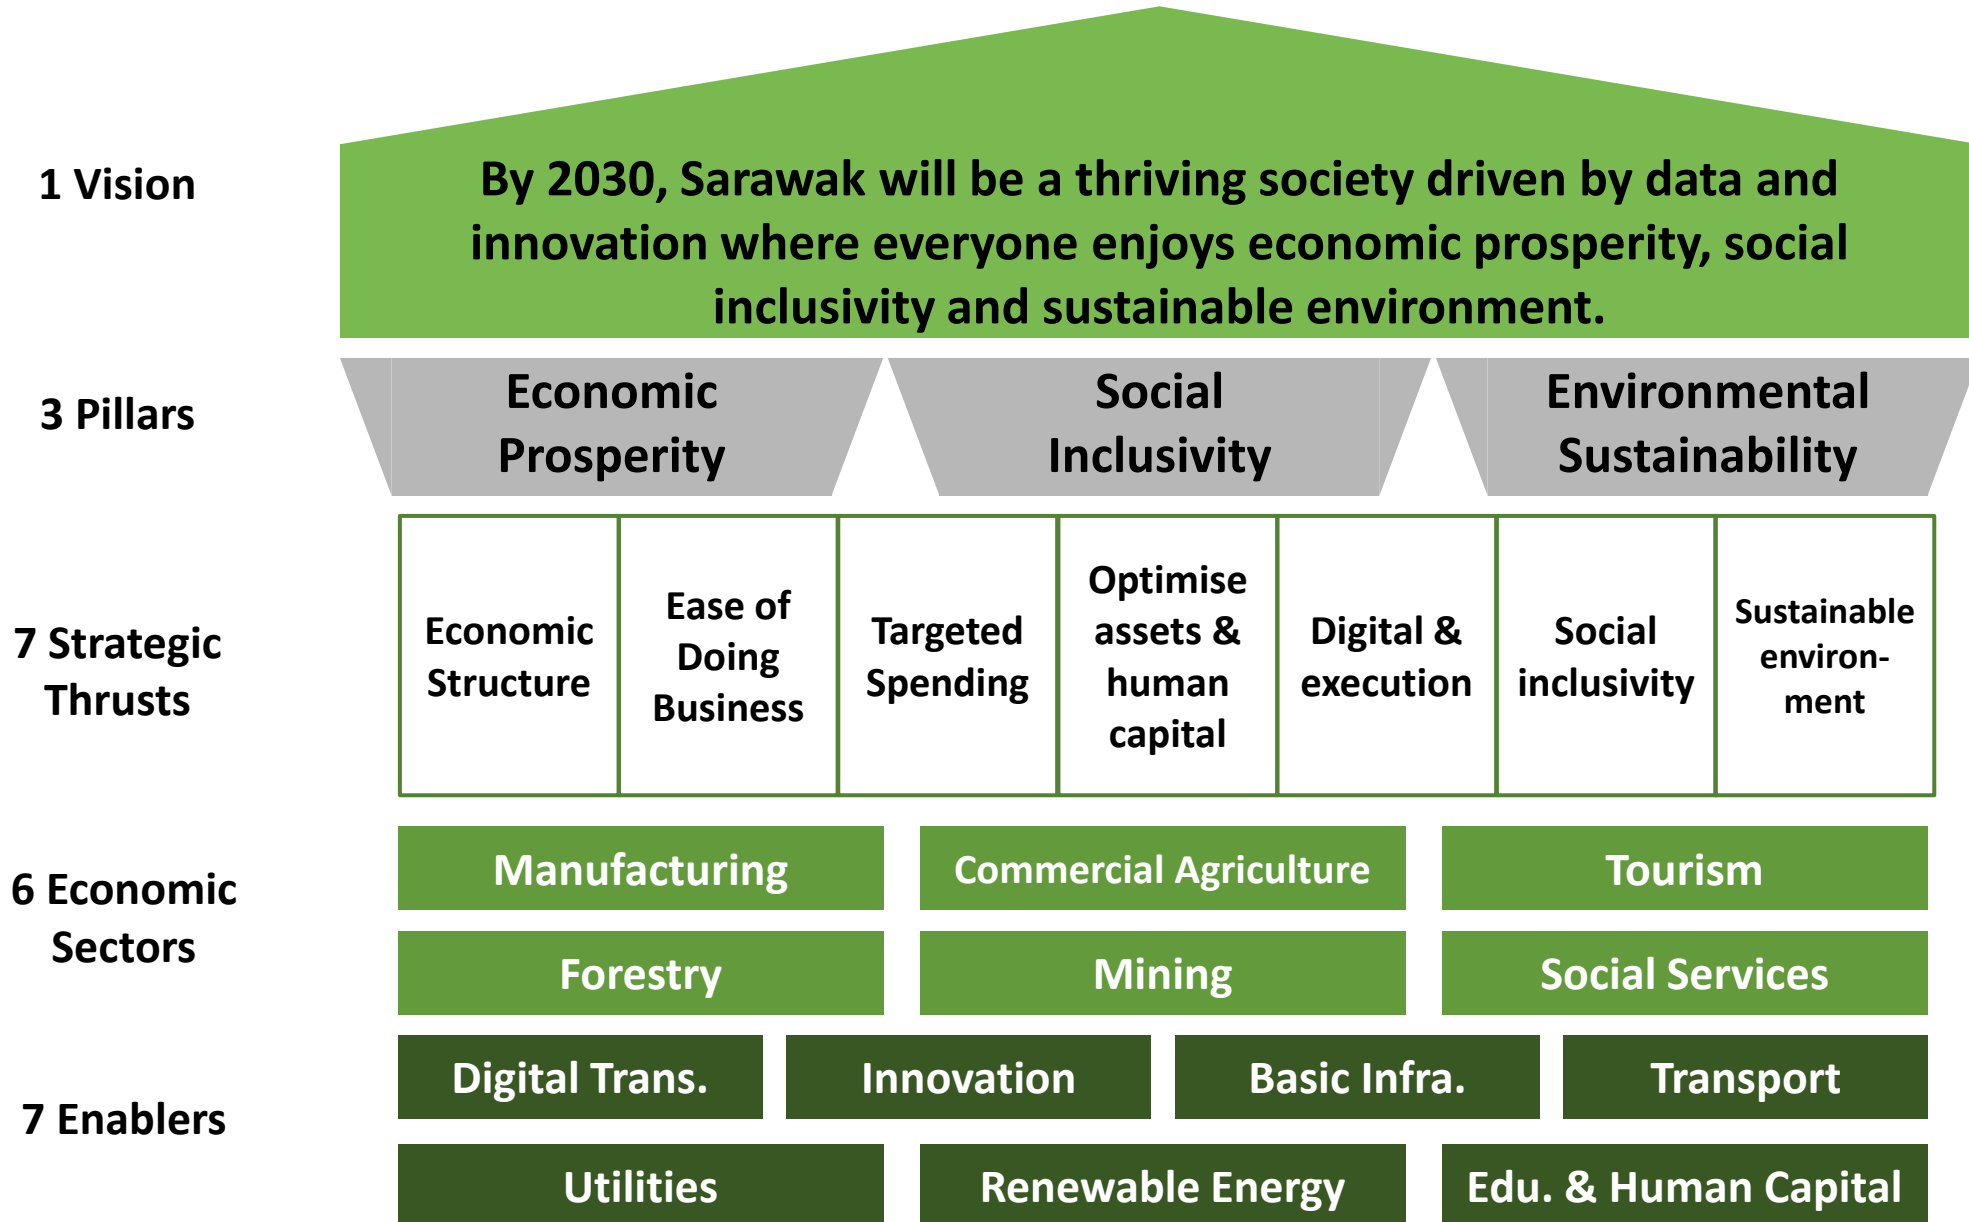 1 Vision
By 2030, Sarawak will be a thriving society driven by data and
innovation where everyone enjoys economic prosperity, social
inclusivity and sustainable environment.
3 Pillars
Economic
Prosperity
Social
Inclusivity
Environmental
Sustainability
7 Strategic
Thrusts
Economic
Structure
Ease of
Doing
Business
Targeted
Spending
Optimise
assets &
human
capital
Digital &
execution
Social
inclusivity
Sustainable
environ-
ment
6 Economic
Sectors
Manufacturing
Commercial Agriculture
Tourism
Forestry
Mining
Social Services
7 Enablers
Digital Trans.
Innovation
Basic Infra.
Transport
Utilities
Renewable Energy
Edu. & Human Capital